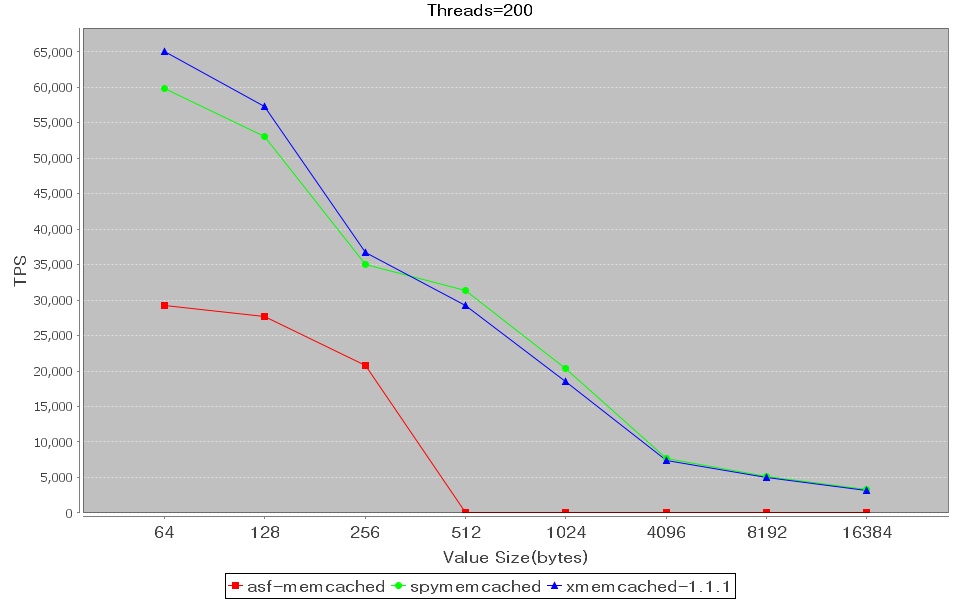 Threads=200
TPS
65,000
60,000
55,000
50,000
45,000
40,000
35,000
30,000
25,000
20,000
15,000
10,000
5,000
0
64 128 256 512 1024 4096 8192 16384
Value Size(bytes)
asf-memcached spymemcached xmemcached-1.1.1